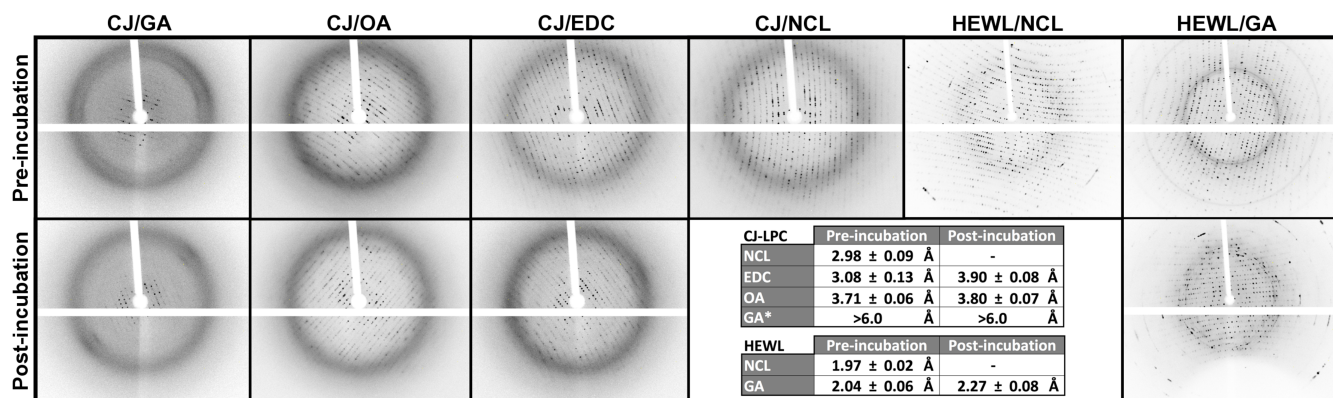 CJ/GA CJ/OA CJ/EDC CJ/NCL HEWL/NCL HEWL/GA
Pre-incubation
Post-incubation
CJ-LPC Pre-incubation Post-incubation
NCL 2.98 ± 0.09 Å -
EDC 3.08 ± 0.13 Å 3.90 ± 0.08 Å
OA 3.71 ± 0.06 Å 3.80 ± 0.07 Å
GA* >6.0 Å >6.0 Å
HEWL Pre-incubation Post-incubation
NCL 1.97 ± 0.02 Å -
GA 2.04 ± 0.06 Å 2.27 ± 0.08 Å